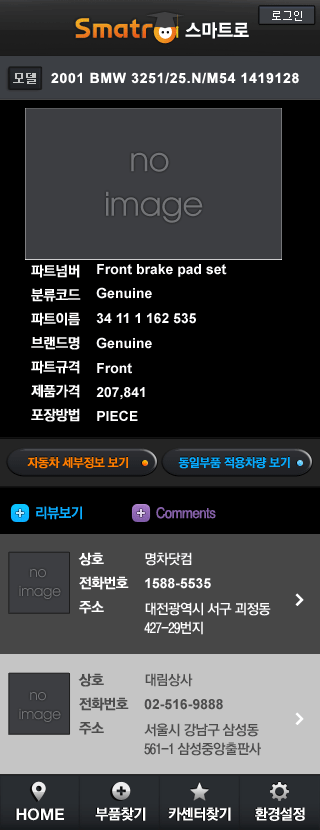 Smatro 스마트로
로그인
모델 2001 BMW 3251/25.N/M54 1419128
no
image
파트넘버 Front brake pad set
분류코드 Genuine
파트이름 34 11 1 162 535
브랜드명 Genuine
파트규격 Front
제품가격 207,841
포장방법 PIECE
자동차 세부정보 보기 동일부품 적용차량 보기
리뷰보기 Comments
no
image
상호 명차닷컴
전화번호 1588-5535
주소 대전광역시 서구 괴정동
427-29번지
no
image
상호 대림상사
전화번호 02-516-9888
주소 서울시 강남구 삼성동
561-1 삼성중앙출판사
HOME 부품찾기 카센터찾기 환경설정